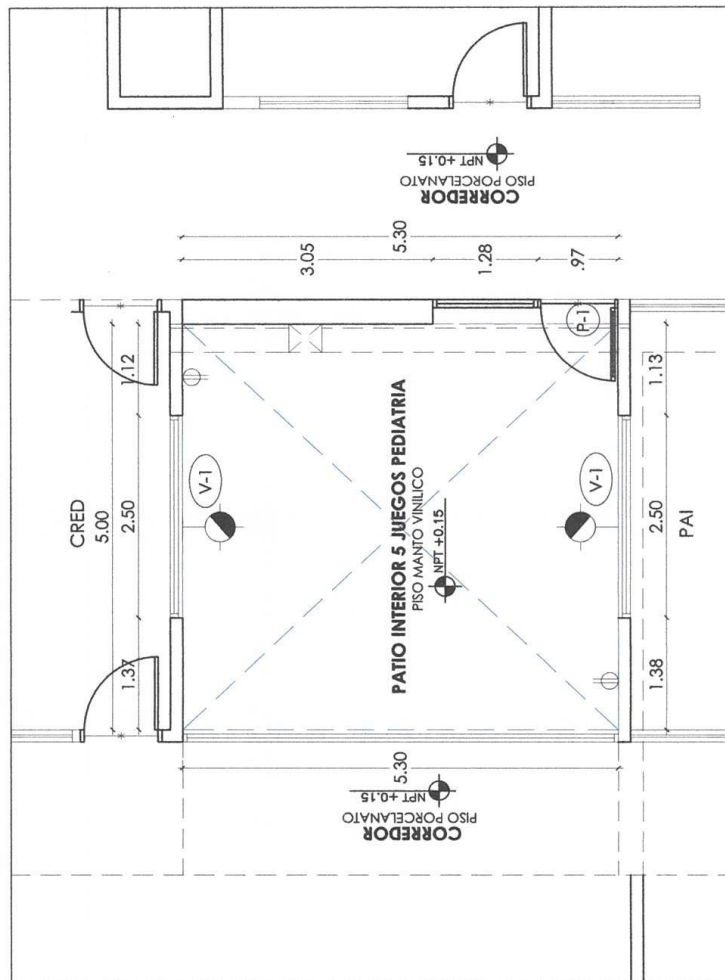 CORREDOR
PISO PORCELANATO
NPT +0.15
5.30
3.05
1.28
.97
CRED
5.00
1.37
2.50
1.12
V-1
P-1
PATIO INTERIOR 5 JUEGOS PEDIATRIA
PISO MANTO VINILICO
NPT +0.15
V-1
1.38
2.50
1.13
PAI
5.30
CORREDOR
PISO PORCELANATO
NPT +0.15